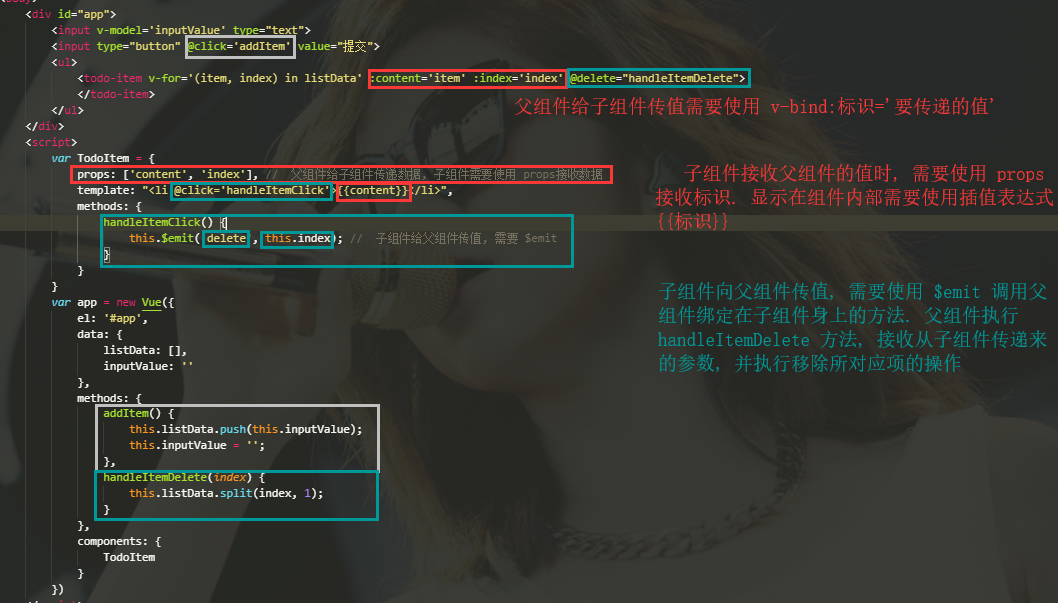 <div id="app">
<input v-model='inputValue' type="text">
<input type="button" @click='addItem' value="提交">
<ul>
<todo-item v-for='(item, index) in listData' :content='item' :index='index' @delete="handleItemDelete">
</todo-item>
父组件给子组件传值需要使用 v-bind:标识='要传递的值'
</ul>
</div>
<script>
var TodoItem = {
props: ['content', 'index'], // 父组件给子组件传递数据, 子组件需要使用 props接收数据
子组件接收父组件的值时, 需要使用 props
接收标识. 显示在组件内部需要使用插值表达式
{{标识}}
template: "<li @click='handleItemClick'>{{content}}</li>",
methods: {
handleItemClick() {
this.$emit( delete , this.index); // 子组件给父组件传值, 需要 $emit
}
}
}
子组件向父组件传值, 需要使用 $emit 调用父
组件绑定在子组件身上的方法. 父组件执行
handleItemDelete 方法, 接收从子组件传递来
的参数, 并执行移除所对应项的操作
var app = new Vue({
el: '#app',
data: {
listData: [],
inputValue: ''
},
methods: {
addItem() {
this.listData.push(this.inputValue);
this.inputValue = '';
},
handleItemDelete(index) {
this.listData.split(index, 1);
}
},
components: {
TodoItem
}
})